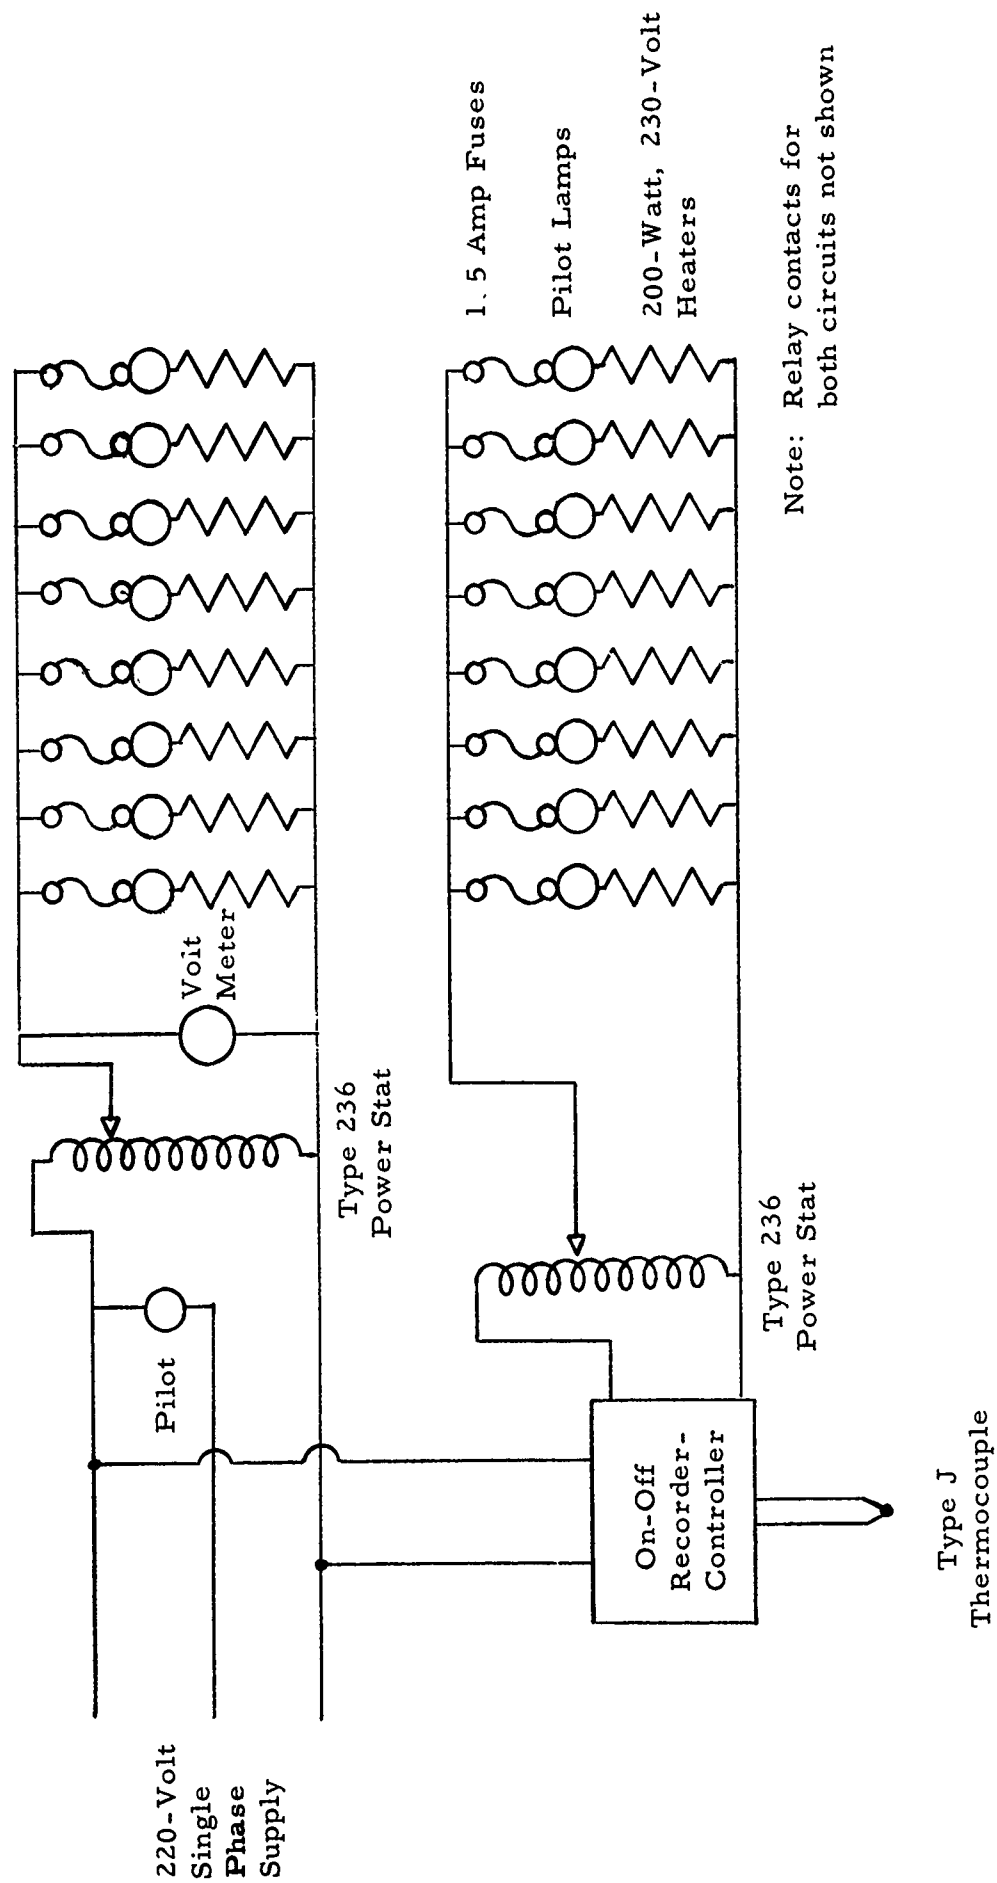 220-Volt
Single
Phase
Supply
Pilot
Volt
Meter
Type 236
Power Stat
On-Off
Recorder-
Controller
Type J
Thermocouple
Type 236
Power Stat
1.5 Amp Fuses
Pilot Lamps
200-Watt, 230-Volt
Heaters
Note: Relay contacts for
both circuits not shown